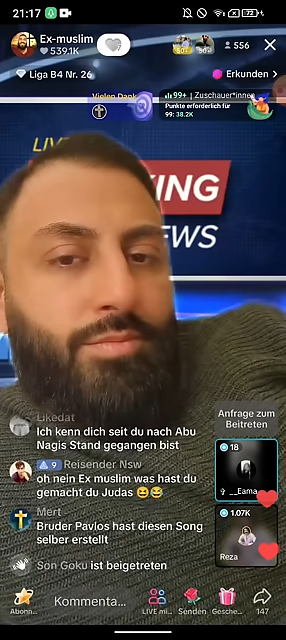 21:17
72
Ex-muslim
539.1K
50+
50+
556
Liga B4 Nr. 26
Erkunden >
Vielen Dank
99+ | Zuschauer*innen
Punkte erforderlich für
99: 38.2K
LIVE
KING
EWS
Likedat
Ich kenn dich seit du nach Abu
Nagis Stand gegangen bist
9 Reisender Nsw
oh nein Ex muslim was hast du
gemacht du Judas 😆😆
Mert
Bruder Pavlos hast diesen Song
selber erstellt
Son Goku ist beigetreten
Anfrage zum
Beitreten
18
__Eama
1.07K
Reza
Abonn...
Kommenta...
LIVE mi...
Senden
Gesche...
147